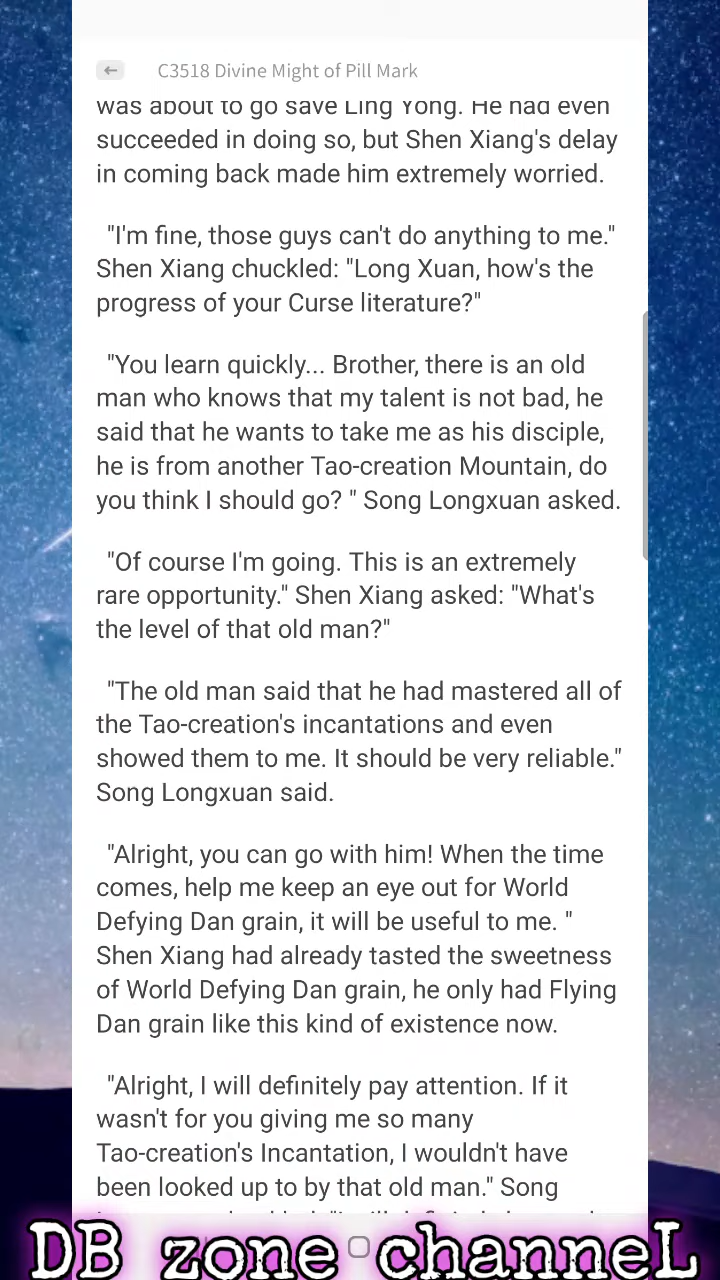 C3518 Divine Might of Pill Mark
was about to go save Ling Yong. He had even
succeeded in doing so, but Shen Xiang's delay
in coming back made him extremely worried.
"I'm fine, those guys can't do anything to me."
Shen Xiang chuckled: "Long Xuan, how's the
progress of your Curse literature?"
"You learn quickly... Brother, there is an old
man who knows that my talent is not bad, he
said that he wants to take me as his disciple,
he is from another Tao-creation Mountain, do
you think I should go? " Song Longxuan asked.
"Of course I'm going. This is an extremely
rare opportunity." Shen Xiang asked: "What's
the level of that old man?"
"The old man said that he had mastered all of
the Tao-creation's incantations and even
showed them to me. It should be very reliable."
Song Longxuan said.
"Alright, you can go with him! When the time
comes, help me keep an eye out for World
Defying Dan grain, it will be useful to me. "
Shen Xiang had already tasted the sweetness
of World Defying Dan grain, he only had Flying
Dan grain like this kind of existence now.
"Alright, I will definitely pay attention. If it
wasn't for you giving me so many
Tao-creation's Incantation, I wouldn't have
been looked up to by that old man." Song
DB zone channeL